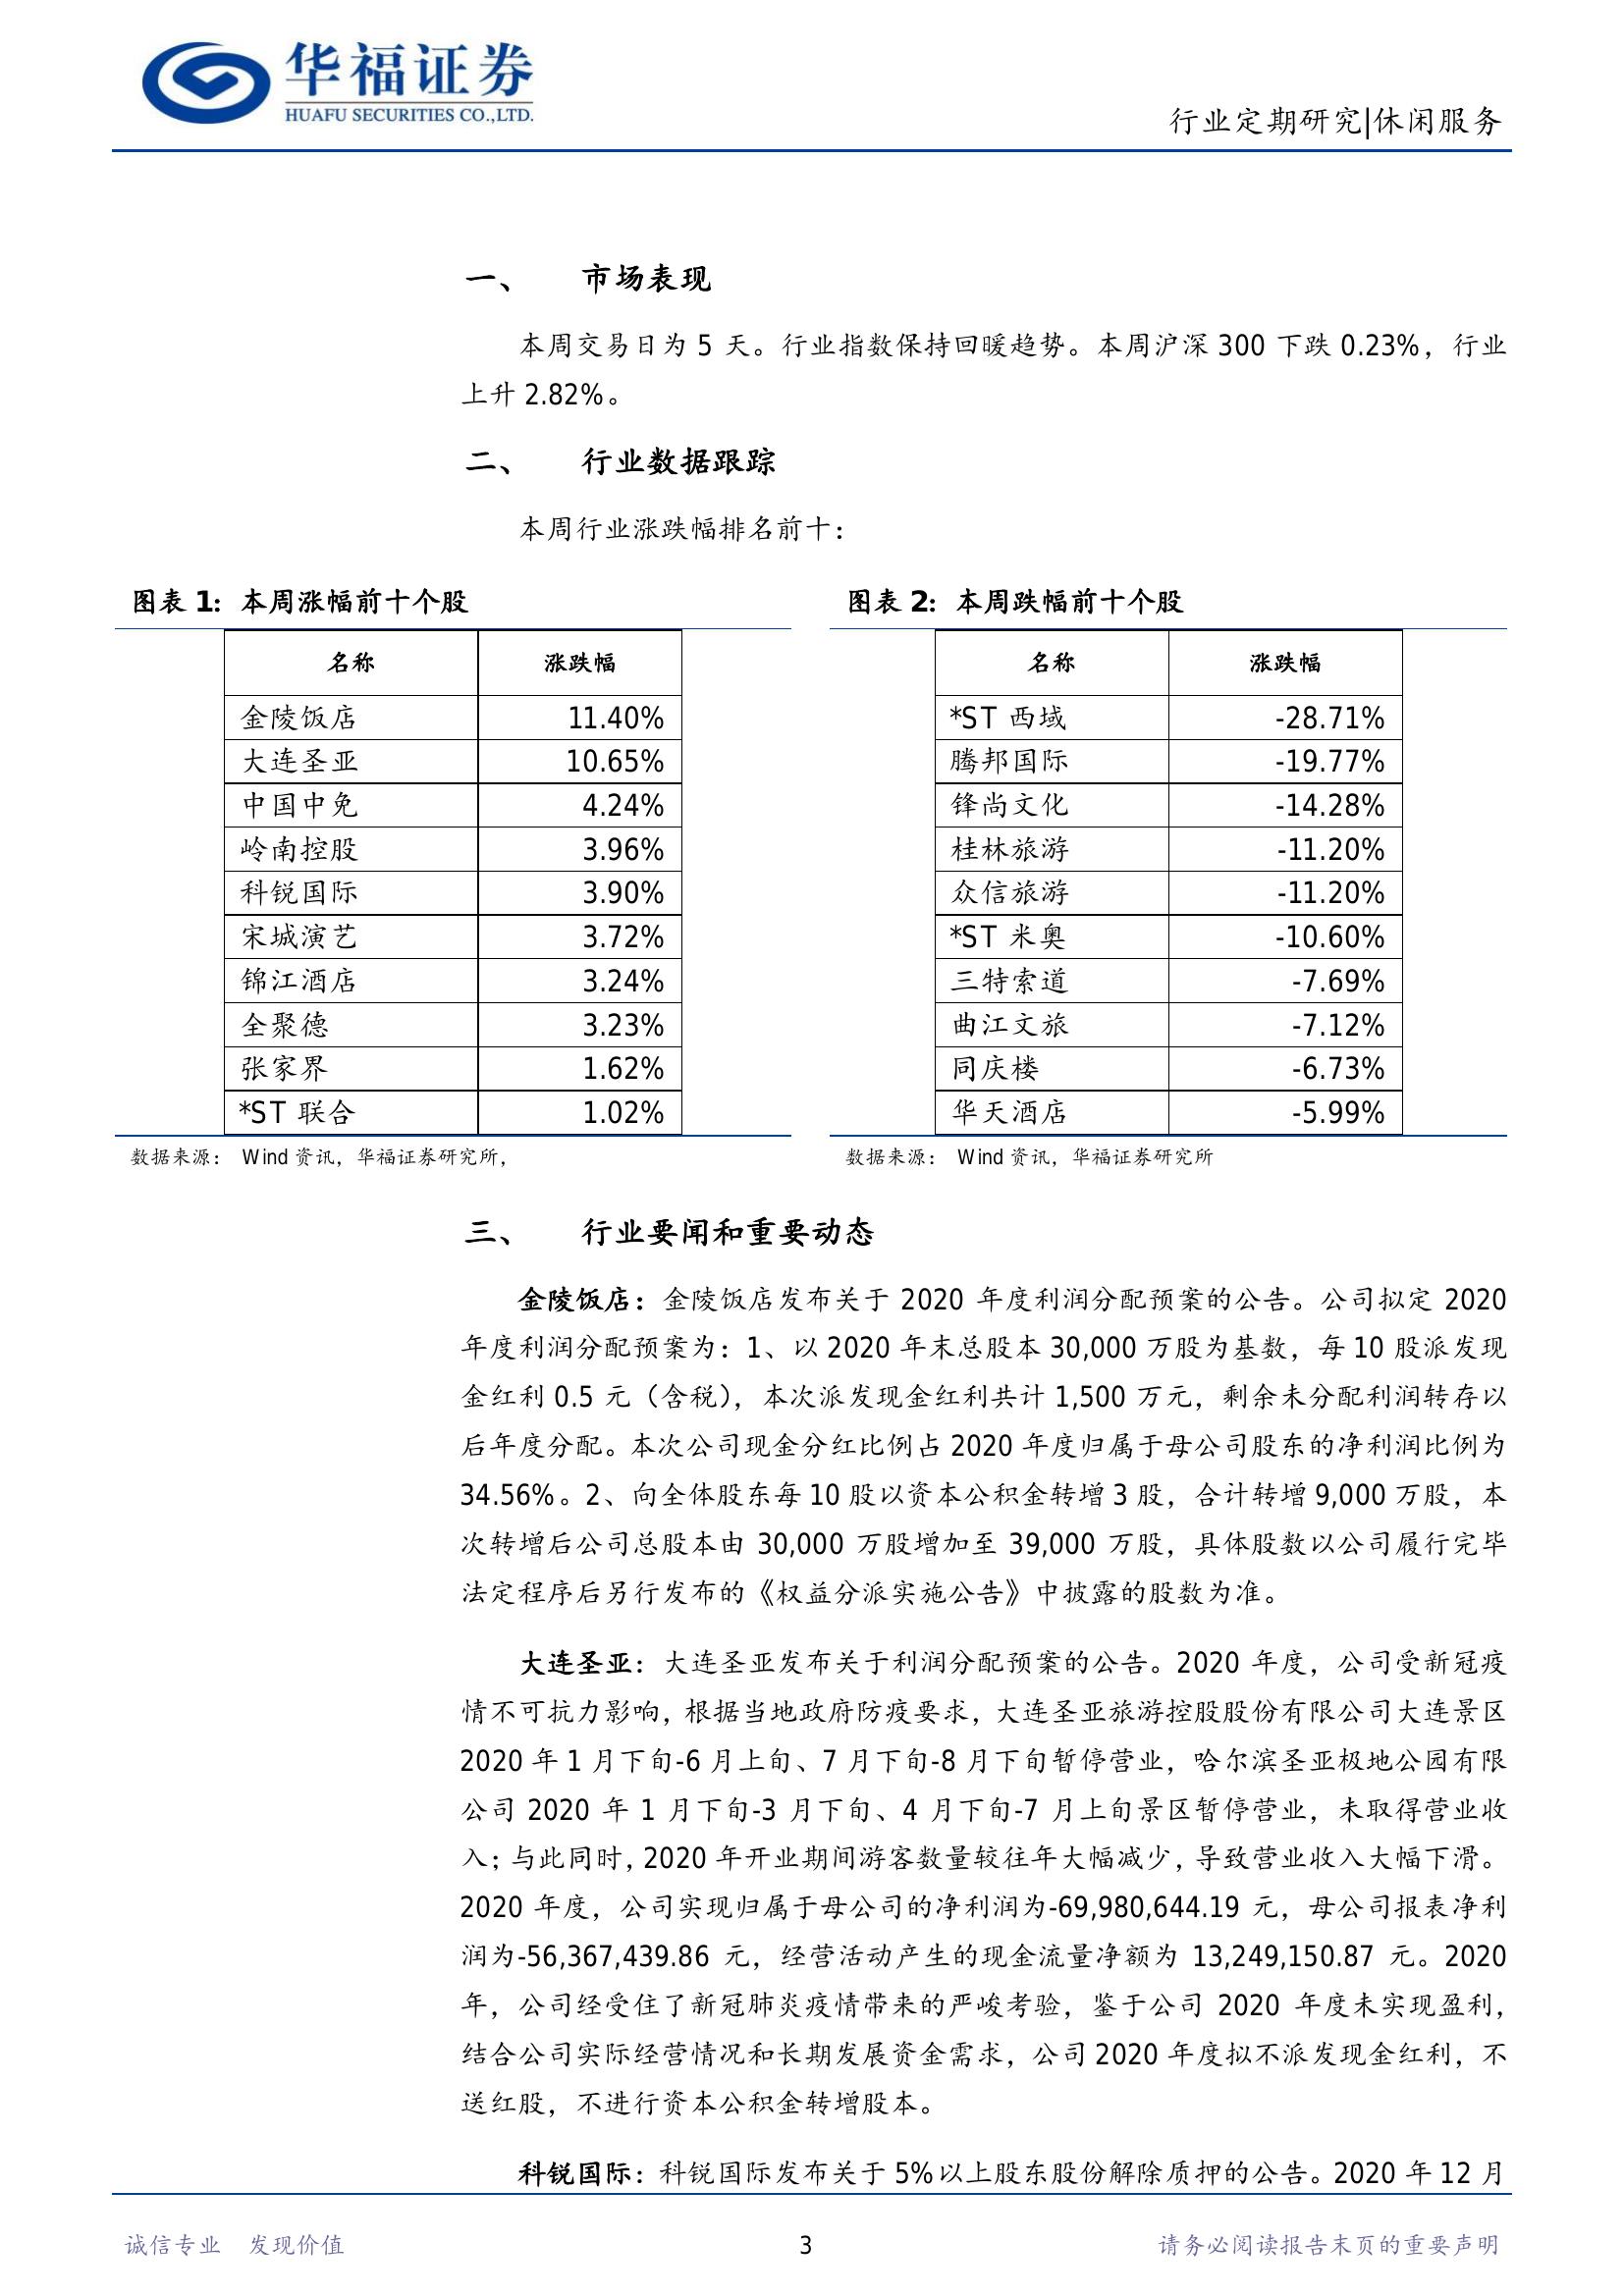 华福证券
HUAFU SECURITIES CO.,LTD.
行业定期研究|休闲服务
一、 市场表现
本周交易日为 5 天。行业指数保持回暖趋势。本周沪深 300 下跌 0.23%，行业
上升 2.82%。
二、 行业数据跟踪
本周行业涨跌幅排名前十：
图表 1: 本周涨幅前十个股
名称 涨跌幅
金陵饭店 11.40%
大连圣亚 10.65%
中国中免 4.24%
岭南控股 3.96%
科锐国际 3.90%
宋城演艺 3.72%
锦江酒店 3.24%
全聚德 3.23%
张家界 1.62%
*ST 联合 1.02%
数据来源： Wind 资讯，华福证券研究所，
图表 2: 本周跌幅前十个股
名称 涨跌幅
*ST 西域 -28.71%
腾邦国际 -19.77%
锋尚文化 -14.28%
桂林旅游 -11.20%
众信旅游 -11.20%
*ST 米奥 -10.60%
三特索道 -7.69%
曲江文旅 -7.12%
同庆楼 -6.73%
华天酒店 -5.99%
数据来源： Wind 资讯，华福证券研究所
三、 行业要闻和重要动态
金陵饭店：金陵饭店发布关于 2020 年度利润分配预案的公告。公司拟定 2020
年度利润分配预案为：1、以 2020 年末总股本 30,000 万股为基数，每 10 股派发现
金红利 0.5 元（含税），本次派发现金红利共计 1,500 万元，剩余未分配利润转存以
后年度分配。本次公司现金分红比例占 2020 年度归属于母公司股东的净利润比例为
34.56%。2、向全体股东每 10 股以资本公积金转增 3 股，合计转增 9,000 万股，本
次转增后公司总股本由 30,000 万股增加至 39,000 万股，具体股数以公司履行完毕
法定程序后另行发布的《权益分派实施公告》中披露的股数为准。
大连圣亚：大连圣亚发布关于利润分配预案的公告。2020 年度，公司受新冠疫
情不可抗力影响，根据当地政府防疫要求，大连圣亚旅游控股股份有限公司大连景区
2020 年 1 月下旬-6 月上旬、7 月下旬-8 月下旬暂停营业，哈尔滨圣亚极地公园有限
公司 2020 年 1 月下旬-3 月下旬、4 月下旬-7 月上旬景区暂停营业，未取得营业收
入；与此同时，2020 年开业期间游客数量较往年大幅减少，导致营业收入大幅下滑。
2020 年度，公司实现归属于母公司的净利润为-69,980,644.19 元，母公司报表净利
润为-56,367,439.86 元，经营活动产生的现金流量净额为 13,249,150.87 元。2020
年，公司经受住了新冠肺炎疫情带来的严峻考验，鉴于公司 2020 年度未实现盈利，
结合公司实际经营情况和长期发展资金需求，公司 2020 年度拟不派发现金红利，不
送红股，不进行资本公积金转增股本。
科锐国际：科锐国际发布关于 5%以上股东股份解除质押的公告。2020 年 12 月
诚信专业 发现价值
3
请务必阅读报告末页的重要声明